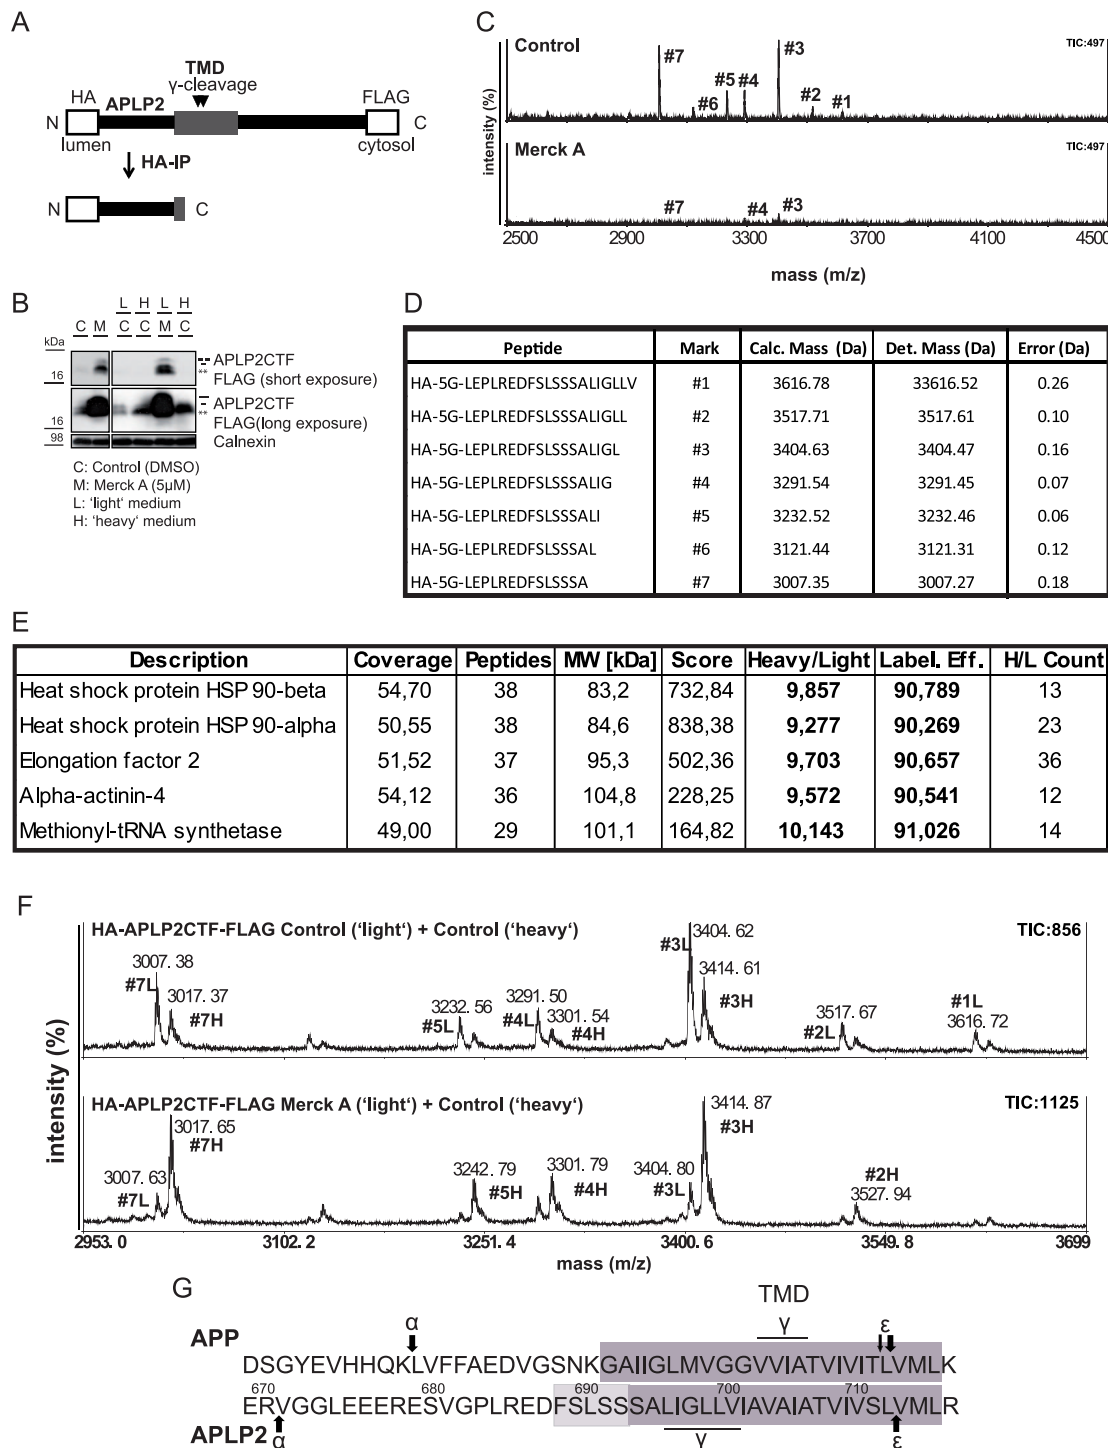 A
TMD
γ-cleavage
HA
APLP2
FLAG
N
C
lumen
cytosol
HA-IP
N
C
B
L H L H
C M C C M C
kDa
16
APLP2CTF
**
FLAG (short exposure)
APLP2CTF
**
16
FLAG(long exposure)
98
Calnexin
C: Control (DMSO)
M: Merck A (5µM)
L: 'light' medium
H: 'heavy' medium
C
Control
TIC:497
#7
#6
#5
#4
#3
#2
#1
intensity (%)
Merck A
TIC:497
#7
#4
#3
2500 2900 3300 3700 4100 4500
mass (m/z)
D
Peptide Mark Calc. Mass (Da) Det. Mass (Da) Error (Da)
HA-5G-LEPLREDFSLSSSALIGLLV #1 3616.78 33616.52 0.26
HA-5G-LEPLREDFSLSSSALIGLL #2 3517.71 3517.61 0.10
HA-5G-LEPLREDFSLSSSALIGL #3 3404.63 3404.47 0.16
HA-5G-LEPLREDFSLSSSALIG #4 3291.54 3291.45 0.07
HA-5G-LEPLREDFSLSSSALI #5 3232.52 3232.46 0.06
HA-5G-LEPLREDFSLSSSAL #6 3121.44 3121.31 0.12
HA-5G-LEPLREDFSLSSSA #7 3007.35 3007.27 0.18
E
Description Coverage Peptides MW [kDa] Score Heavy/Light Label. Eff. H/L Count
Heat shock protein HSP 90-beta 54,70 38 83,2 732,84 9,857 90,789 13
Heat shock protein HSP 90-alpha 50,55 38 84,6 838,38 9,277 90,269 23
Elongation factor 2 51,52 37 95,3 502,36 9,703 90,657 36
Alpha-actinin-4 54,12 36 104,8 228,25 9,572 90,541 12
Methionyl-tRNA synthetase 49,00 29 101,1 164,82 10,143 91,026 14
F
HA-APLP2CTF-FLAG Control ('light') + Control ('heavy')
TIC:856
3007. 38
#7L
3017. 37
#7H
3232. 56
#5L
3291. 50
#4L
3301. 54
#4H
#3L
3404. 62
3414. 61
#3H
3517. 67
#2L
#1L
3616. 72
intensity (%)
HA-APLP2CTF-FLAG Merck A ('light') + Control ('heavy')
TIC:1125
3007. 63
#7L
3017. 65
#7H
3242. 79
#5H
3301. 79
#4H
3404. 80
#3L
3414. 87
#3H
#2H
3527. 94
2953. 0 3102. 2 3251. 4 3400. 6 3549. 8 3699
mass (m/z)
G
TMD
α γ ε
APP
DSGYEVHHQKLVFFAEDVGSNKGAIIGLMVGGVVIATVIVITLVMLK
670 680 690 700 710
ERVGGLEEERESVGPLREDFSLSSSALIGLLVIAVAIATVIVSLVMLR
APLP2
α γ ε